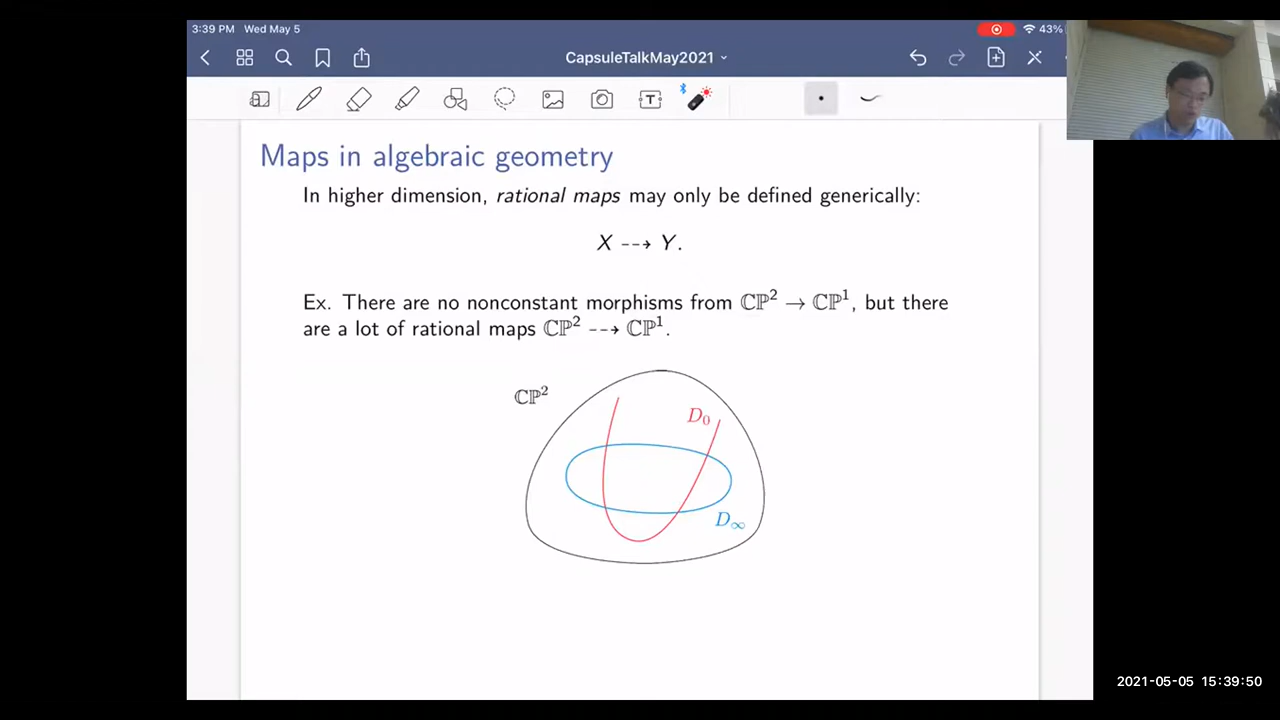 3:39 PM Wed May 5
43%
CapsuleTalkMay2021
T
Maps in algebraic geometry
In higher dimension, rational maps may only be defined generically:
X ⇢ Y.
Ex. There are no nonconstant morphisms from ℂℙ² → ℂℙ¹, but there
are a lot of rational maps ℂℙ² ⇢ ℂℙ¹.
ℂℙ²
D₀
D∞
2021-05-05 15:39:50